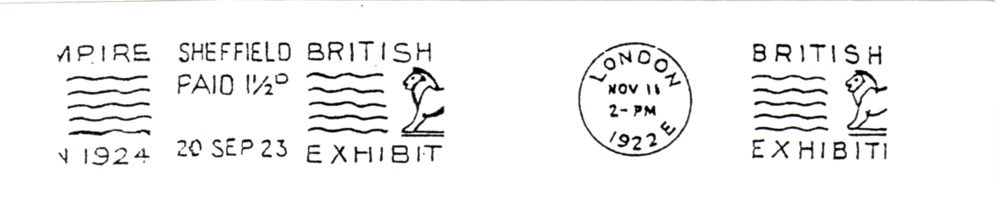 MPIRE SHEFFIELD BRITISH
PAID 1½D
N 1924 20 SEP 23 EXHIBIT
LONDON
NOV 11
2-PM
1922 E
BRITISH
EXHIBITI